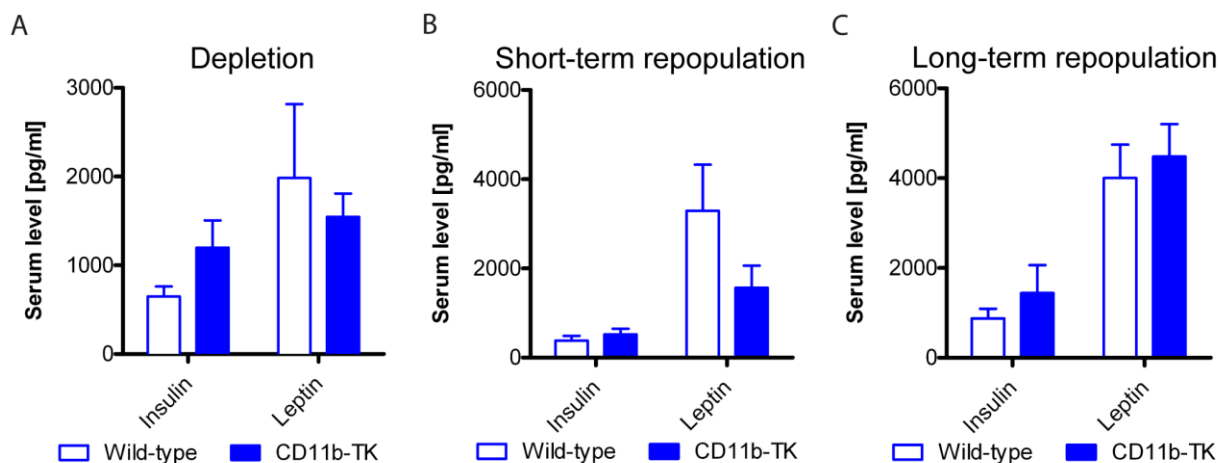 A
Depletion
Serum level [pg/ml]
3000
2000
1000
0
Insulin
Leptin
Wild-type
CD11b-TK
B
Short-term repopulation
Serum level [pg/ml]
6000
4000
2000
0
Insulin
Leptin
Wild-type
CD11b-TK
C
Long-term repopulation
Serum level [pg/ml]
6000
4000
2000
0
Insulin
Leptin
Wild-type
CD11b-TK